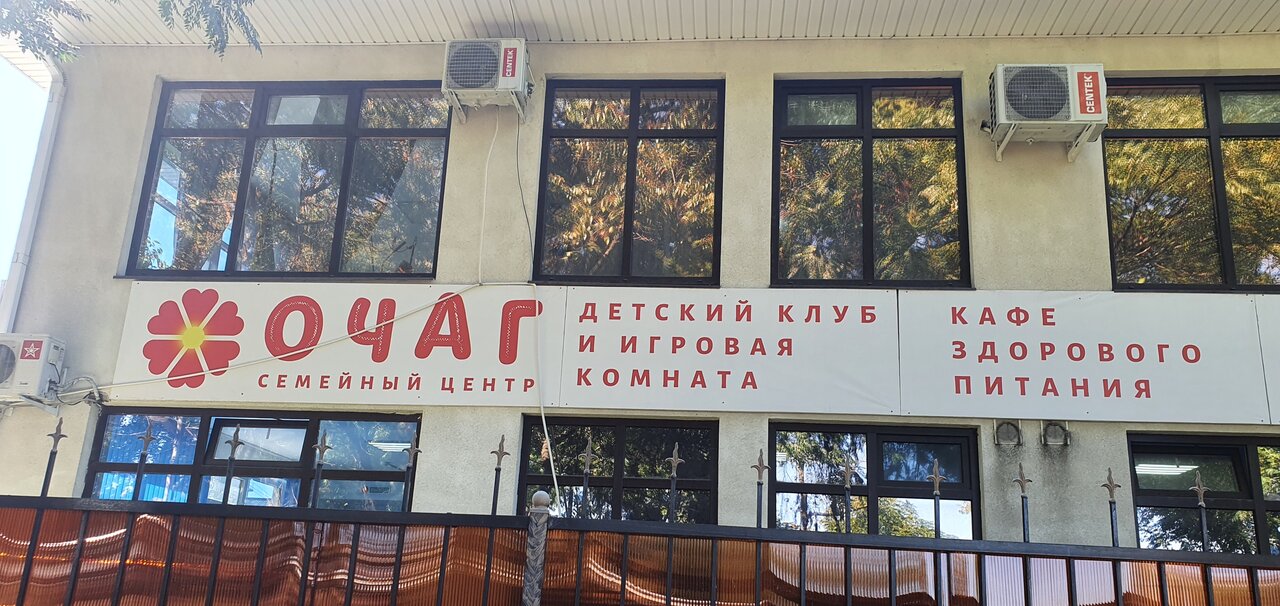 CENTEK
CENTEK
ОЧАГ
СЕМЕЙНЫЙ ЦЕНТР
ДЕТСКИЙ КЛУБ
И ИГРОВАЯ
КОМНАТА
КАФЕ
ЗДОРОВОГО
ПИТАНИЯ